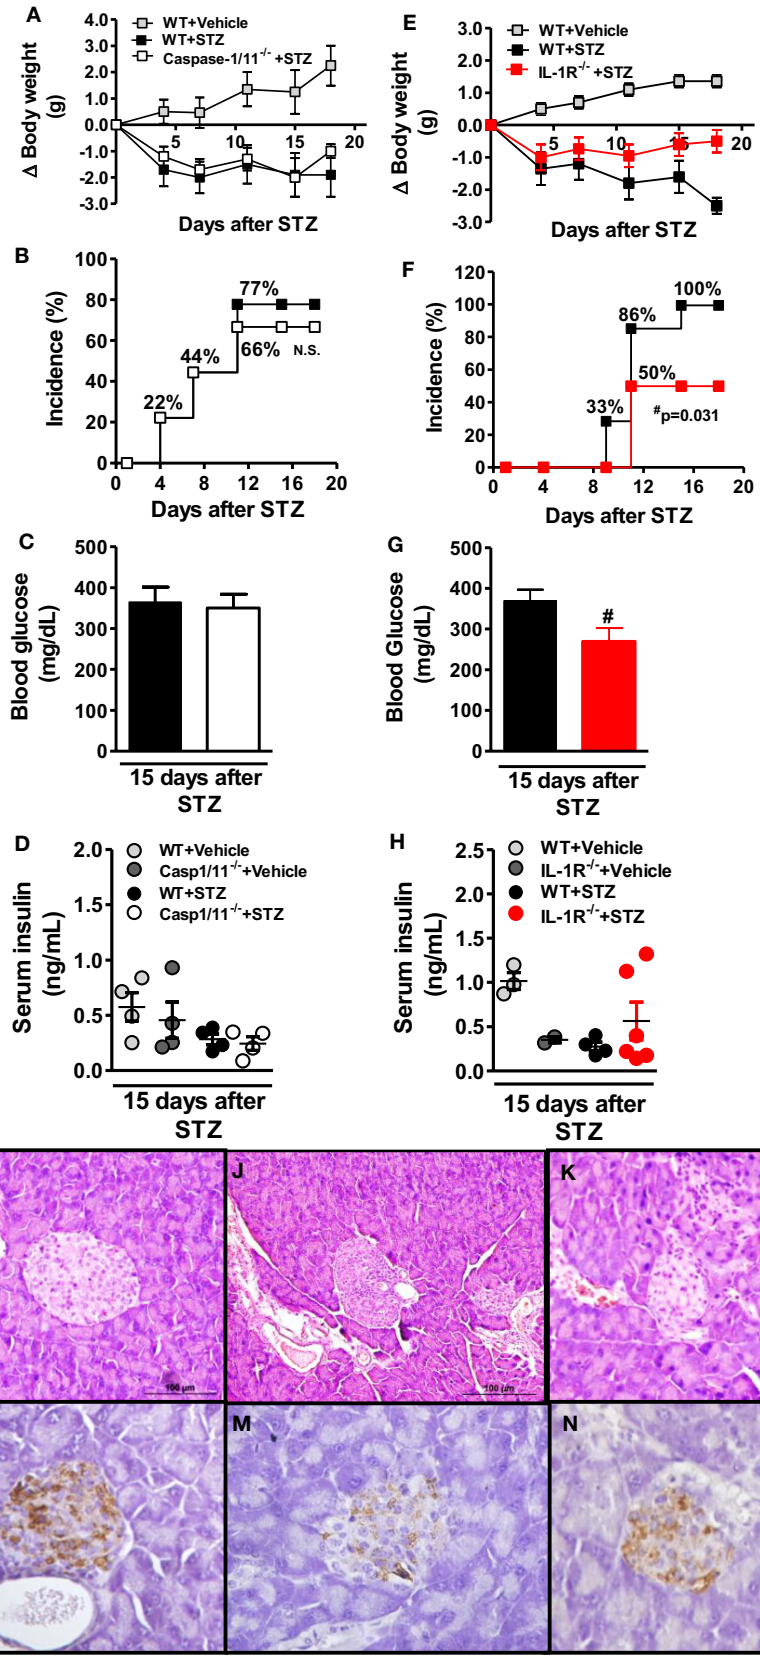 A
WT+Vehicle
WT+STZ
Caspase-1/11-/- +STZ
Δ Body weight
(g)
4.0
3.0
2.0
1.0
0.0
-1.0
-2.0
-3.0
5
10
15
20
Days after STZ
E
WT+Vehicle
WT+STZ
IL-1R-/- +STZ
Δ Body weight
(g)
3.0
2.0
1.0
0.0
-1.0
-2.0
-3.0
5
10
15
20
Days after STZ
B
Incidence (%)
100
80
60
40
20
0
22%
44%
77%
66%
N.S.
0 4 8 12 16 20
Days after STZ
F
Incidence (%)
120
100
80
60
40
20
0
33%
86%
100%
50%
#p=0.031
0 4 8 12 16 20
Days after STZ
C
Blood glucose
(mg/dL)
500
400
300
200
100
0
15 days after
STZ
G
Blood Glucose
(mg/dL)
500
400
300
200
100
0
#
15 days after
STZ
D
WT+Vehicle
Casp1/11-/-+Vehicle
WT+STZ
Casp1/11-/-+STZ
Serum insulin
(ng/mL)
2.0
1.5
1.0
0.5
0.0
15 days after
STZ
H
WT+Vehicle
IL-1R-/-+Vehicle
WT+STZ
IL-1R-/-+STZ
Serum insulin
(ng/mL)
2.5
2.0
1.5
1.0
0.5
0.0
15 days after
STZ
100 µm
J
100 µm
K
M
N